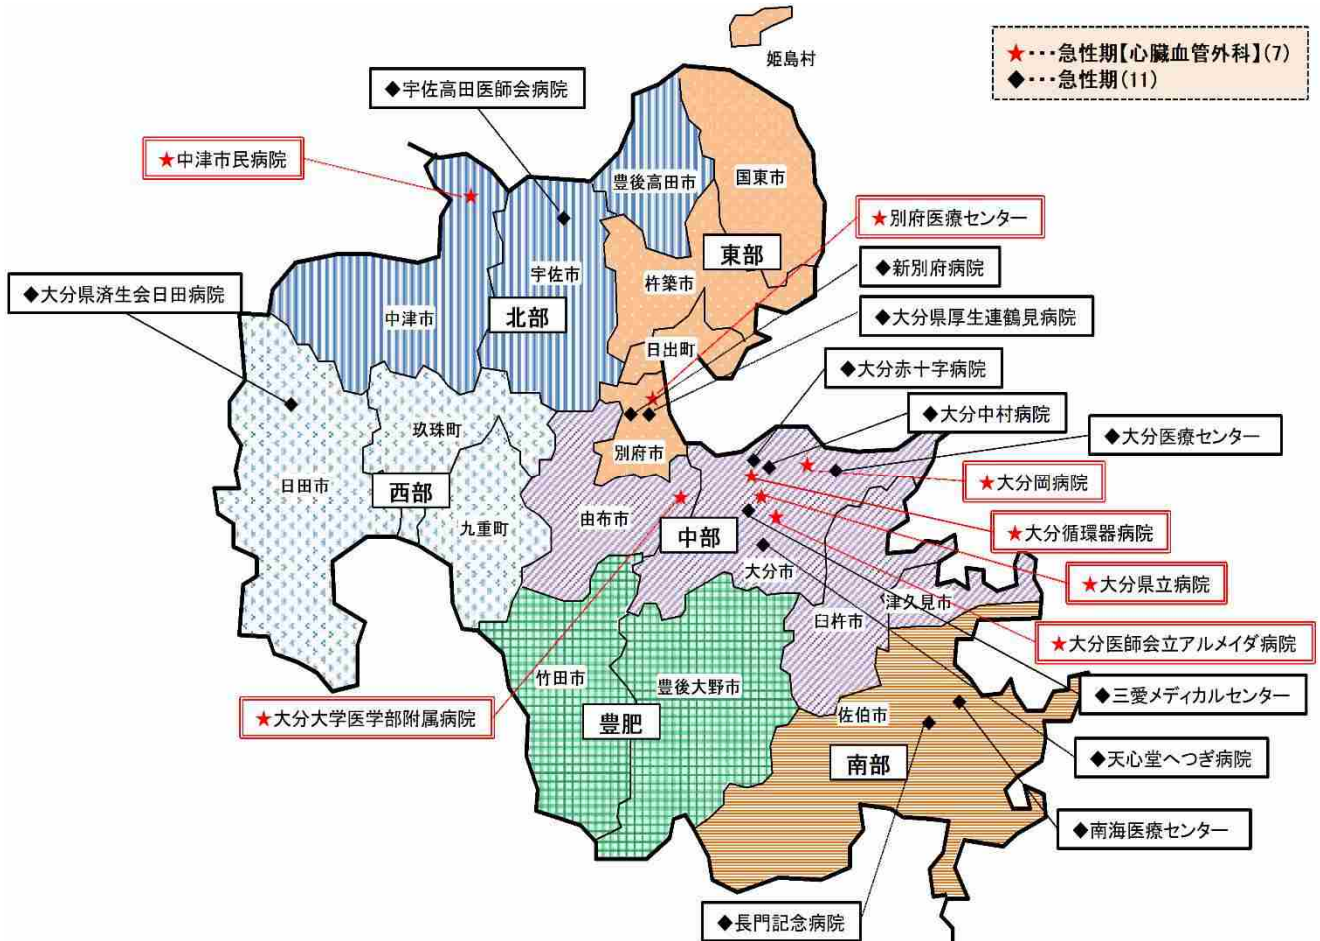 姫島村
★･･･急性期【心臓血管外科】(7)
◆･･･急性期(11)
◆宇佐高田医師会病院
★中津市民病院
豊後高田市
国東市
★別府医療センター
東部
◆新別府病院
宇佐市
杵築市
◆大分県済生会日田病院
中津市
北部
◆大分県厚生連鶴見病院
日出町
◆大分赤十字病院
玖珠町
◆大分中村病院
◆大分医療センター
別府市
日田市
西部
★大分岡病院
九重町
由布市
中部
★大分循環器病院
大分市
★大分県立病院
津久見市
臼杵市
★大分医師会立アルメイダ病院
竹田市
豊後大野市
◆三愛メディカルセンター
★大分大学医学部附属病院
豊肥
佐伯市
南部
◆天心堂へつぎ病院
◆南海医療センター
◆長門記念病院